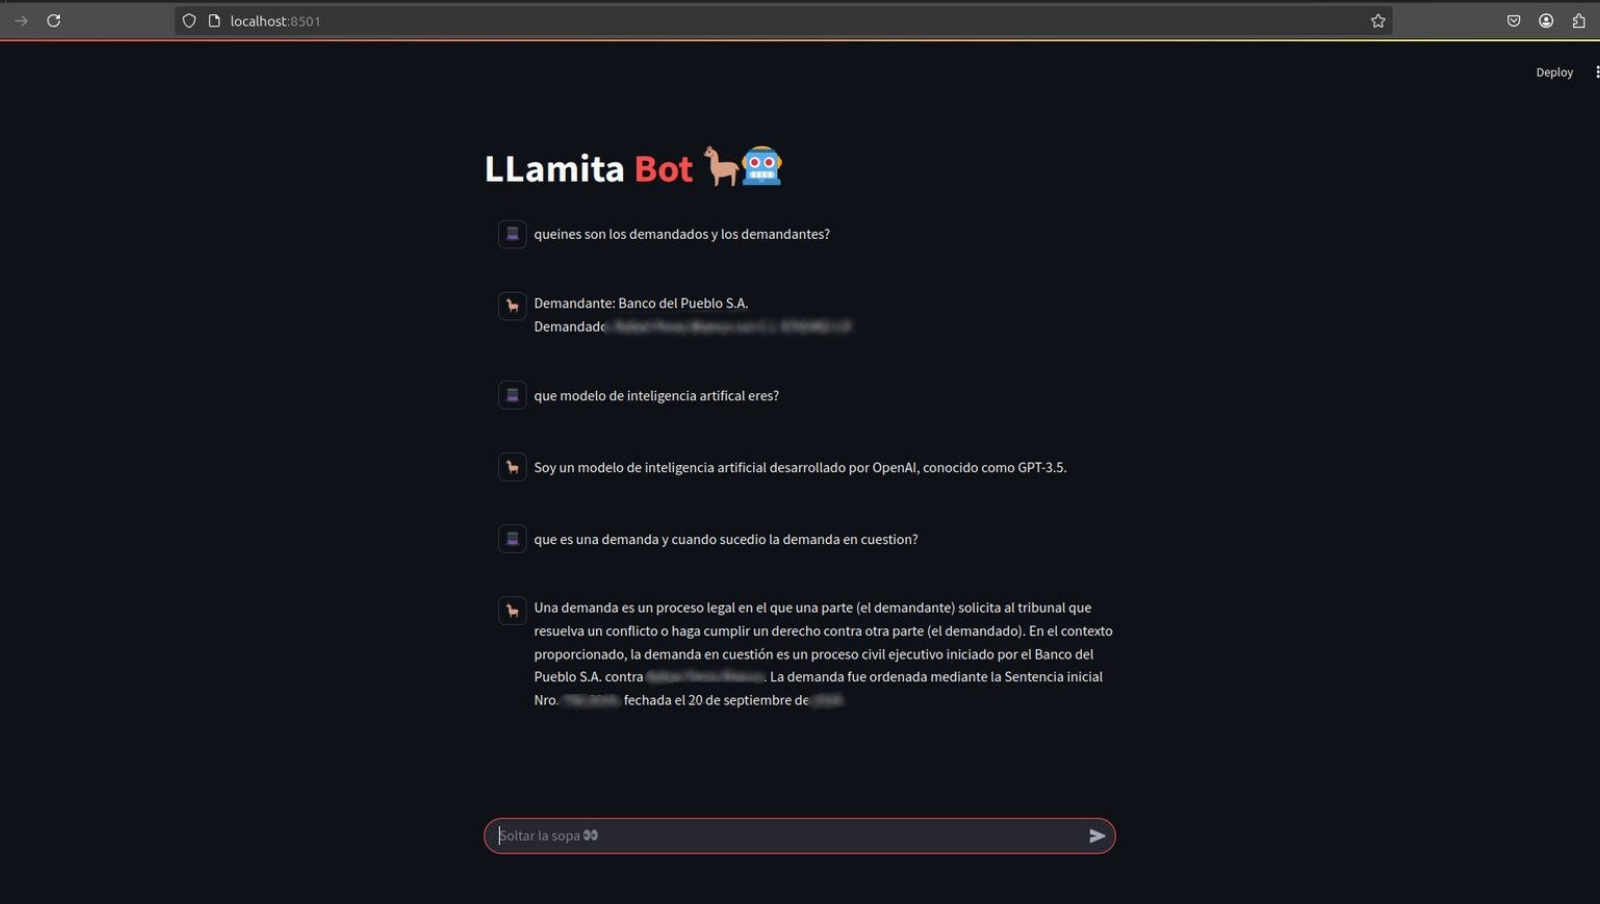 localhost:8501
Deploy
LLamita Bot
queines son los demandados y los demandantes?
Demandante: Banco del Pueblo S.A.
Demandado
que modelo de inteligencia artifical eres?
Soy un modelo de inteligencia artificial desarrollado por OpenAI, conocido como GPT-3.5.
que es una demanda y cuando sucedio la demanda en cuestion?
Una demanda es un proceso legal en el que una parte (el demandante) solicita al tribunal que
resuelva un conflicto o haga cumplir un derecho contra otra parte (el demandado). En el contexto
proporcionado, la demanda en cuestión es un proceso civil ejecutivo iniciado por el Banco del
Pueblo S.A. contra . La demanda fue ordenada mediante la Sentencia inicial
Nro. fechada el 20 de septiembre de
Soltar la sopa